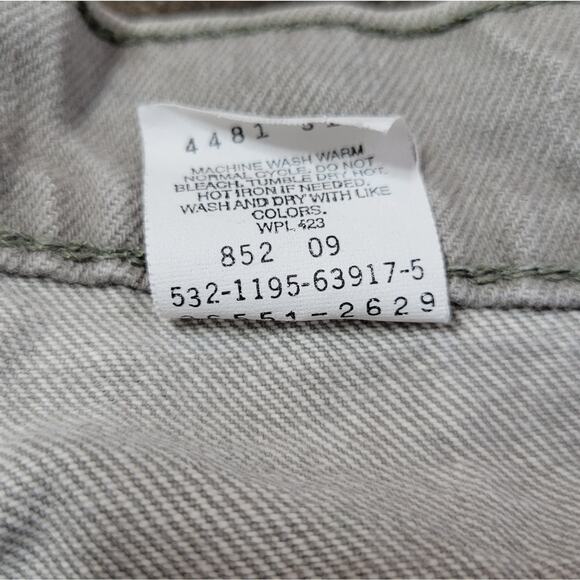 4481
MACHINE WASH WARM
NORMAL CYCLE. DO NOT
BLEACH. TUMBLE DRY HOT.
HOT IRON IF NEEDED.
WASH AND DRY WITH LIKE
COLORS.
WPL 423
852 09
532-1195-63917-5
-2629